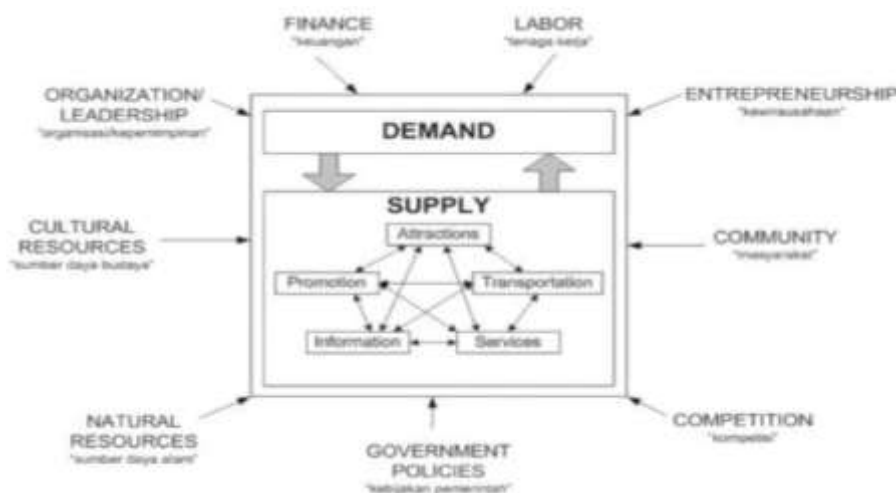 FINANCE
"keuangan"
LABOR
"tenaga kerja"
ORGANIZATION/
LEADERSHIP
"organisasi/kepemimpinan"
ENTREPRENEURSHIP
"kewirausahaan"
DEMAND
SUPPLY
Attractions
CULTURAL
RESOURCES
"sumber daya budaya"
COMMUNITY
"masyarakat"
Promotion
Transportation
Information
Services
NATURAL
RESOURCES
"sumber daya alam"
GOVERNMENT
POLICIES
"kebijakan pemerintah"
COMPETITION
"kompetisi"